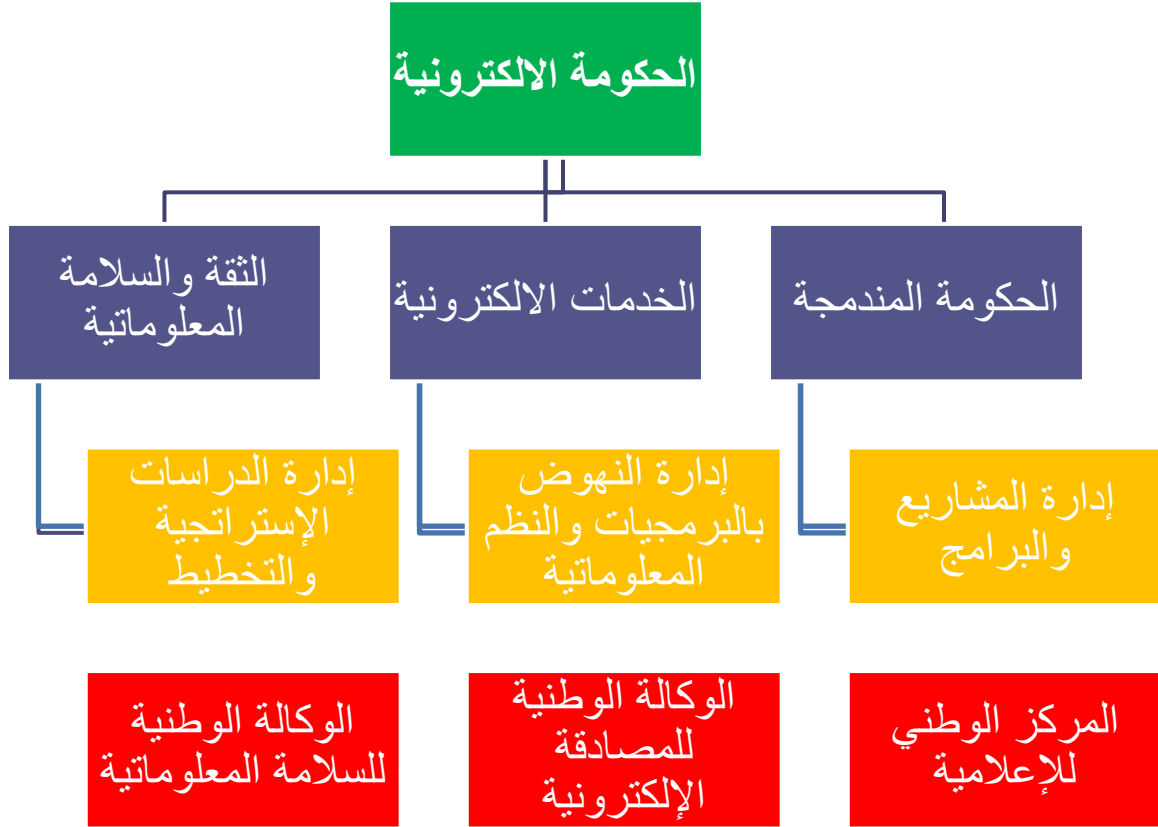 الحكومة الالكترونية
الحكومة المندمجة
الخدمات الالكترونية
الثقة والسلامة
المعلوماتية
إدارة المشاريع
والبرامج
إدارة النهوض
بالبرمجيات والنظم
المعلوماتية
إدارة الدراسات
الإستراتجية
والتخطيط
المركز الوطني
للإعلامية
الوكالة الوطنية
للمصادقة
الإلكترونية
الوكالة الوطنية
للسلامة المعلوماتية